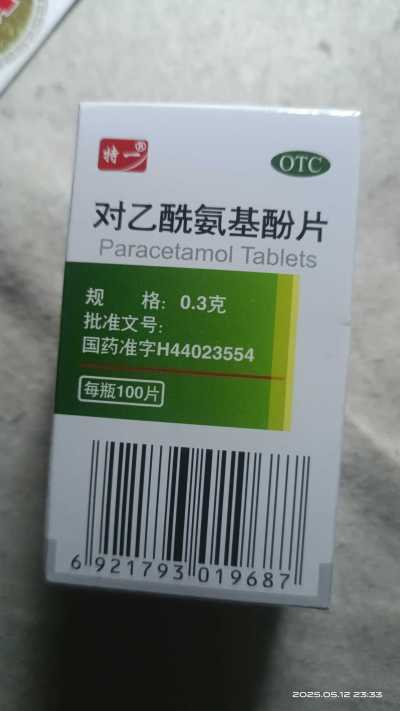 特一®
OTC
对乙酰氨基酚片
Paracetamol Tablets
规 格: 0.3克
批准文号:
国药准字H44023554
每瓶100片
6 921793 019687
2025.05.12 23:33